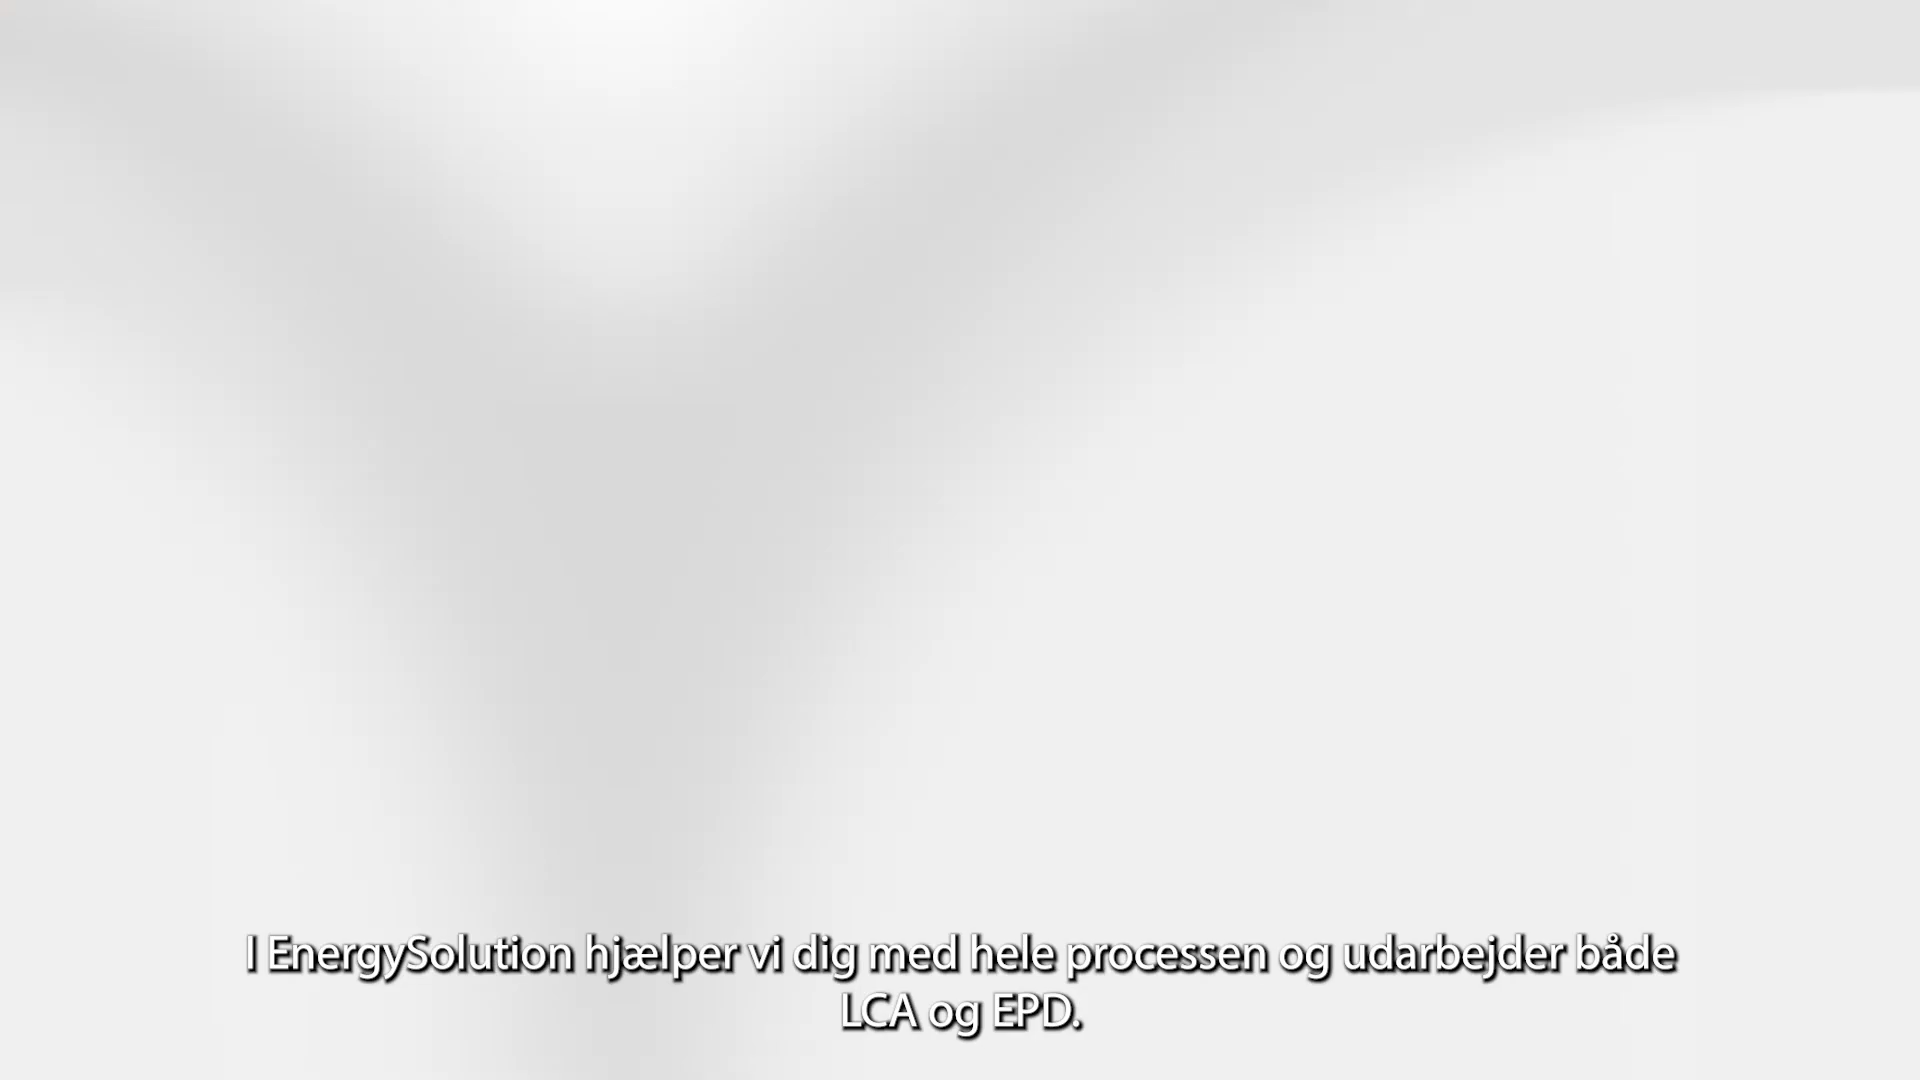 I EnergySolution hjælper vi dig med hele processen og udarbejder både
LCA og EPD.